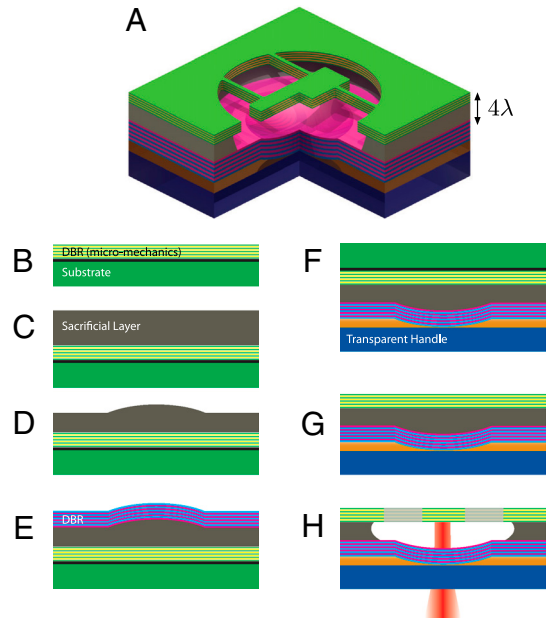 A
4λ
B
DBR (micro-mechanics)
Substrate
C
Sacrificial Layer
D
E
DBR
F
Transparent Handle
G
H